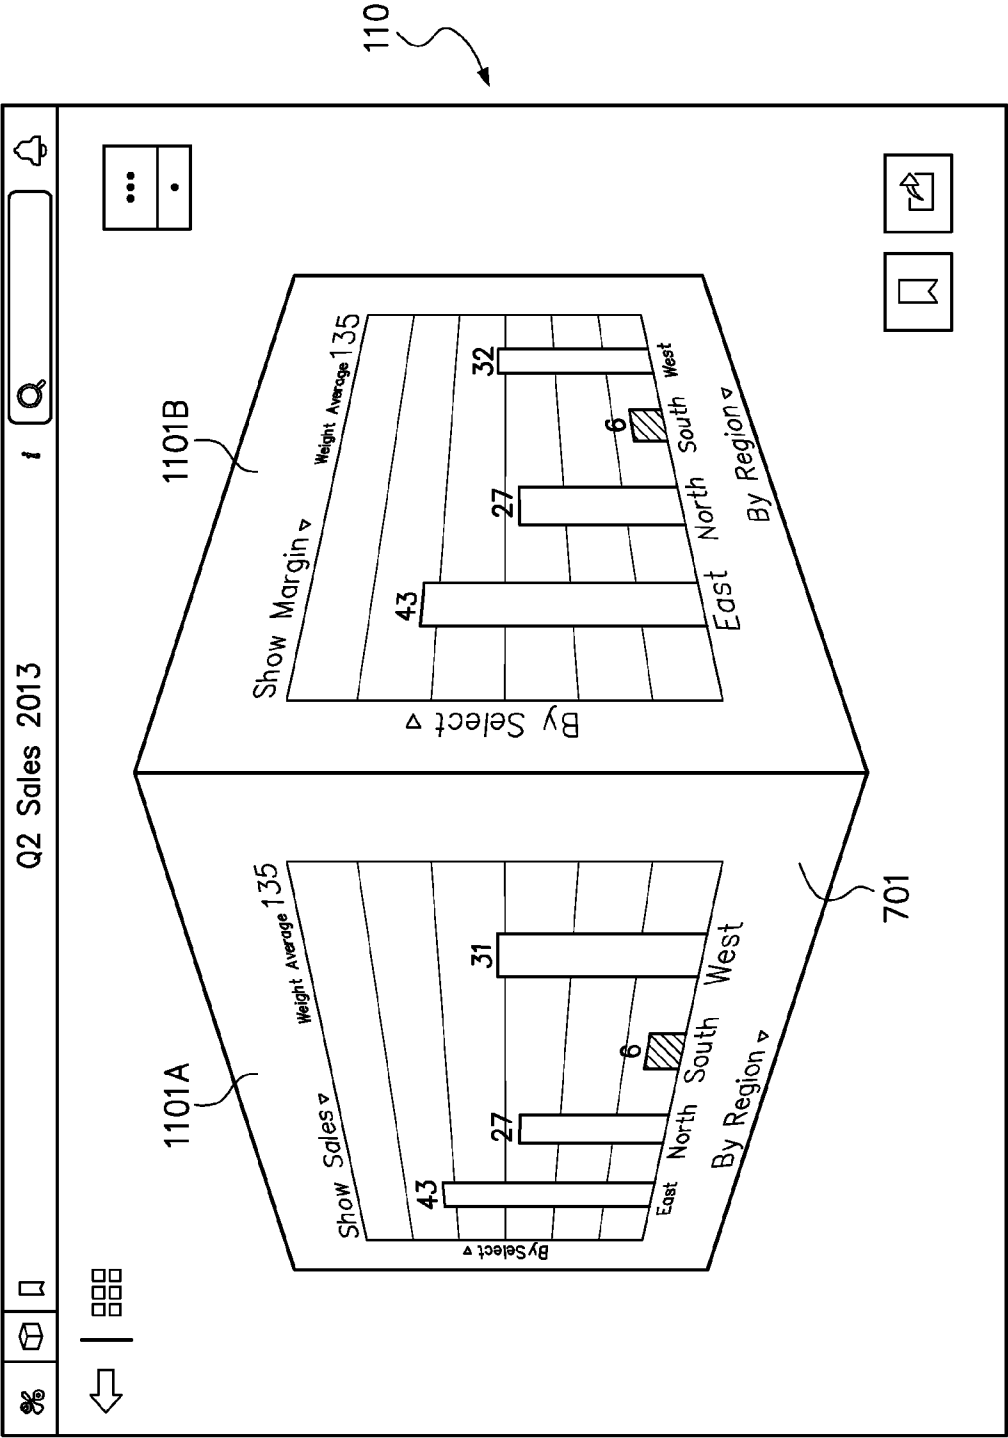 110
Q2 Sales 2013
i
1101A
1101B
Show Sales
Weight Average 135
By Select
43
27
6
31
East
North
South
West
By Region
Show Margin
Weight Average 135
By Select
43
27
6
32
East
North
South
West
By Region
701